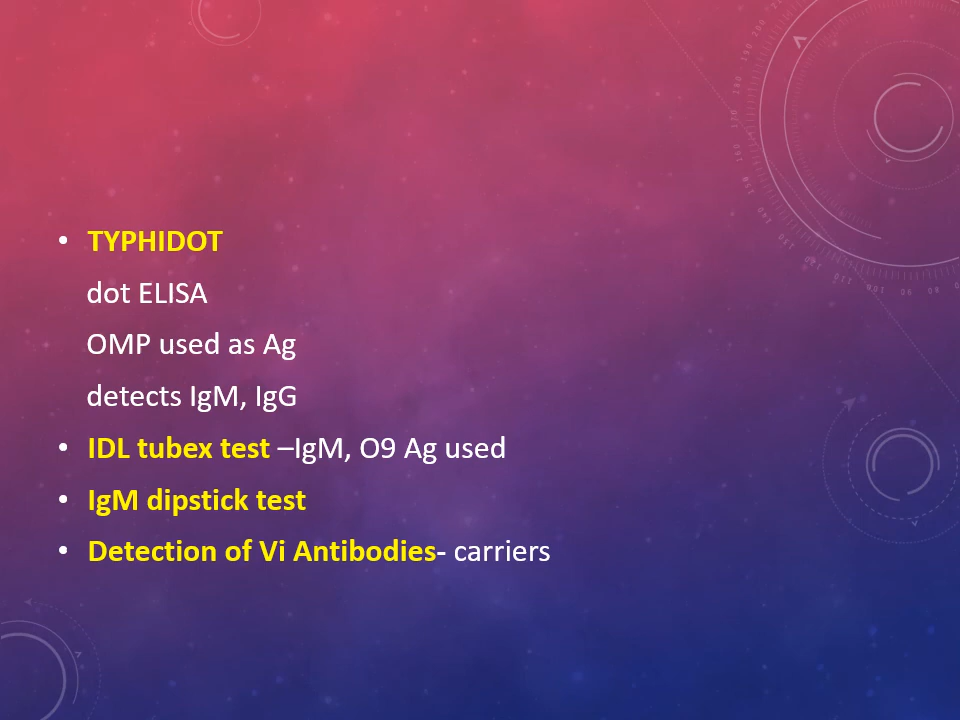 • TYPHIDOT
dot ELISA
OMP used as Ag
detects IgM, IgG
• IDL tubex test –IgM, O9 Ag used
• IgM dipstick test
• Detection of Vi Antibodies- carriers